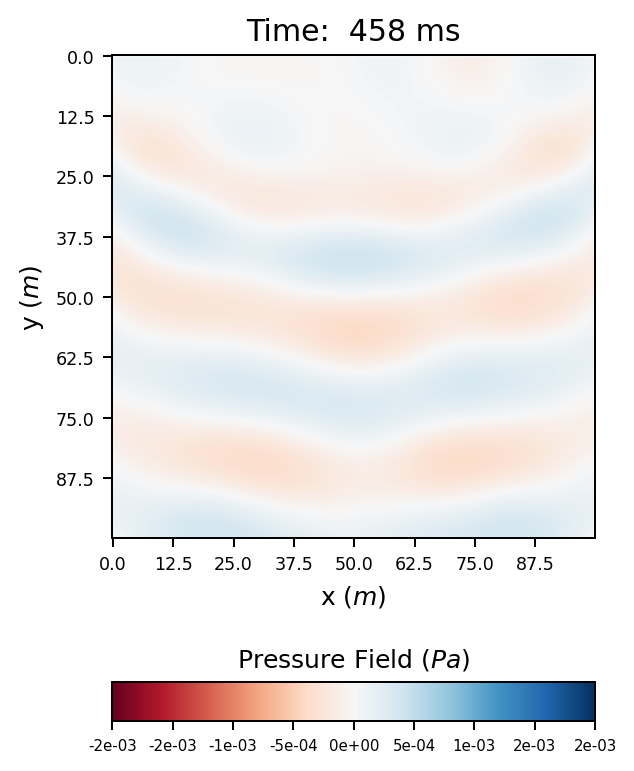 Time:  458 ms
0.0
12.5
25.0
37.5
50.0
62.5
75.0
87.5
y (m)
0.0 12.5 25.0 37.5 50.0 62.5 75.0 87.5
x (m)
Pressure Field (Pa)
-2e-03 -2e-03 -1e-03 -5e-04 0e+00 5e-04 1e-03 2e-03 2e-03